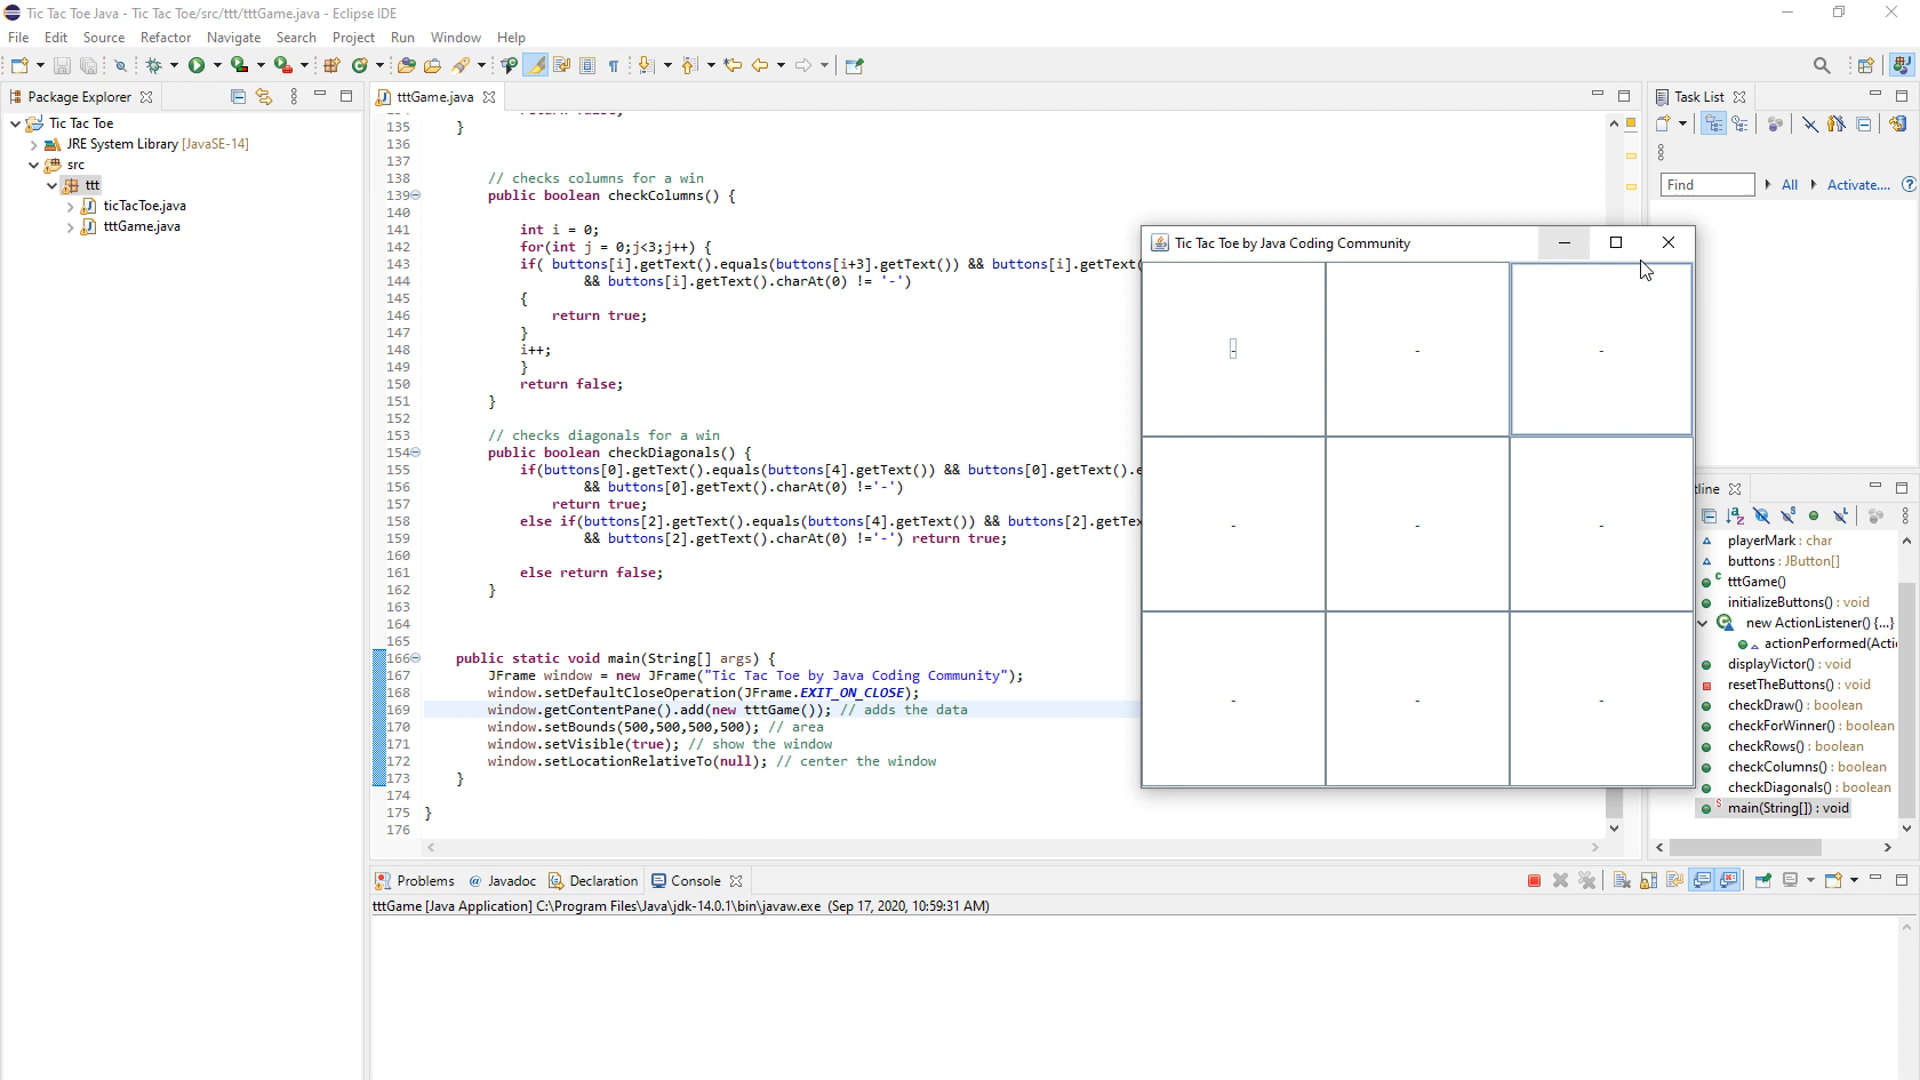 Tic Tac Toe Java - Tic Tac Toe/src/ttt/tttGame.java - Eclipse IDE
File Edit Source Refactor Navigate Search Project Run Window Help
Package Explorer
Tic Tac Toe
JRE System Library [JavaSE-14]
src
ttt
ticTacToe.java
tttGame.java
tttGame.java
135 }
136
137
138 // checks columns for a win
139 public boolean checkColumns() {
140
141 int i = 0;
142 for(int j = 0;j<3;j++) {
143 if( buttons[i].getText().equals(buttons[i+3].getText()) && buttons[i].getText(
144 && buttons[i].getText().charAt(0) != '-')
145 {
146 return true;
147 }
148 i++;
149 }
150 return false;
151 }
152
153 // checks diagonals for a win
154 public boolean checkDiagonals() {
155 if(buttons[0].getText().equals(buttons[4].getText()) && buttons[0].getText().e
156 && buttons[0].getText().charAt(0) !='-')
157 return true;
158 else if(buttons[2].getText().equals(buttons[4].getText()) && buttons[2].getTex
159 && buttons[2].getText().charAt(0) !='-') return true;
160
161 else return false;
162 }
163
164
165
166 public static void main(String[] args) {
167 JFrame window = new JFrame("Tic Tac Toe by Java Coding Community");
168 window.setDefaultCloseOperation(JFrame.EXIT_ON_CLOSE);
169 window.getContentPane().add(new tttGame()); // adds the data
170 window.setBounds(500,500,500,500); // area
171 window.setVisible(true); // show the window
172 window.setLocationRelativeTo(null); // center the window
173 }
174
175 }
176
Tic Tac Toe by Java Coding Community
- - -
- - -
- - -
Task List
Find All Activate....
tline
playerMark : char
buttons : JButton[]
tttGame()
initializeButtons() : void
new ActionListener() {...}
actionPerformed(Acti
displayVictor() : void
resetTheButtons() : void
checkDraw() : boolean
checkForWinner() : boolean
checkRows() : boolean
checkColumns() : boolean
checkDiagonals() : boolean
main(String[]) : void
Problems Javadoc Declaration Console
tttGame [Java Application] C:\Program Files\Java\jdk-14.0.1\bin\javaw.exe (Sep 17, 2020, 10:59:31 AM)